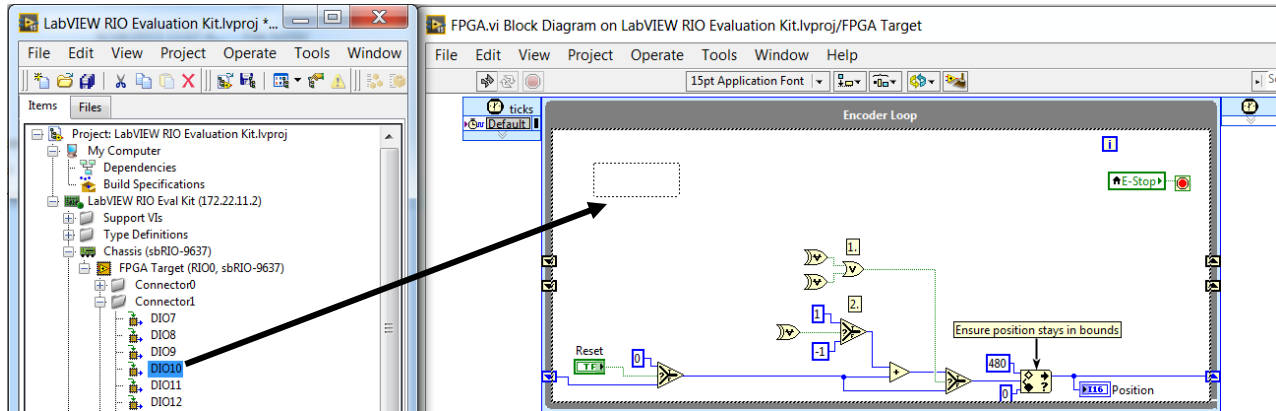 LabVIEW RIO Evaluation Kit.lvproj *...
File Edit View Project Operate Tools Window
Items Files
Project: LabVIEW RIO Evaluation Kit.lvproj
My Computer
Dependencies
Build Specifications
LabVIEW RIO Eval Kit (172.22.11.2)
Support VIs
Type Definitions
Chassis (sbRIO-9637)
FPGA Target (RIO0, sbRIO-9637)
Connector0
Connector1
DIO7
DIO8
DIO9
DIO10
DIO11
DIO12
FPGA.vi Block Diagram on LabVIEW RIO Evaluation Kit.lvproj/FPGA Target
File Edit View Project Operate Tools Window Help
15pt Application Font
ticks
Default
Encoder Loop
i
E-Stop
1.
2.
1
-1
Ensure position stays in bounds
Reset
TF
0
480
0
?
I16 Position